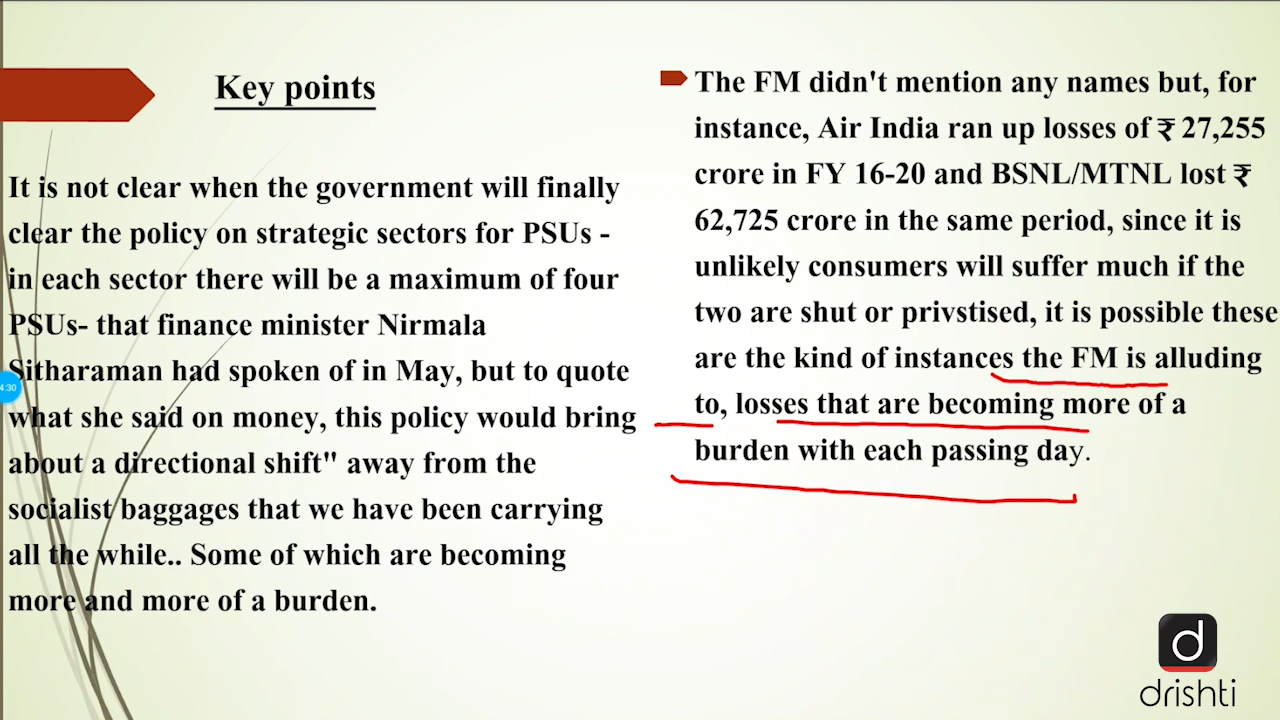 Key points
It is not clear when the government will finally
clear the policy on strategic sectors for PSUs -
in each sector there will be a maximum of four
PSUs- that finance minister Nirmala
Sitharaman had spoken of in May, but to quote
what she said on money, this policy would bring
about a directional shift" away from the
socialist baggages that we have been carrying
all the while.. Some of which are becoming
more and more of a burden.
The FM didn't mention any names but, for
instance, Air India ran up losses of ₹ 27,255
crore in FY 16-20 and BSNL/MTNL lost ₹
62,725 crore in the same period, since it is
unlikely consumers will suffer much if the
two are shut or privstised, it is possible these
are the kind of instances the FM is alluding
to, losses that are becoming more of a
burden with each passing day.
4:30
d
drishti